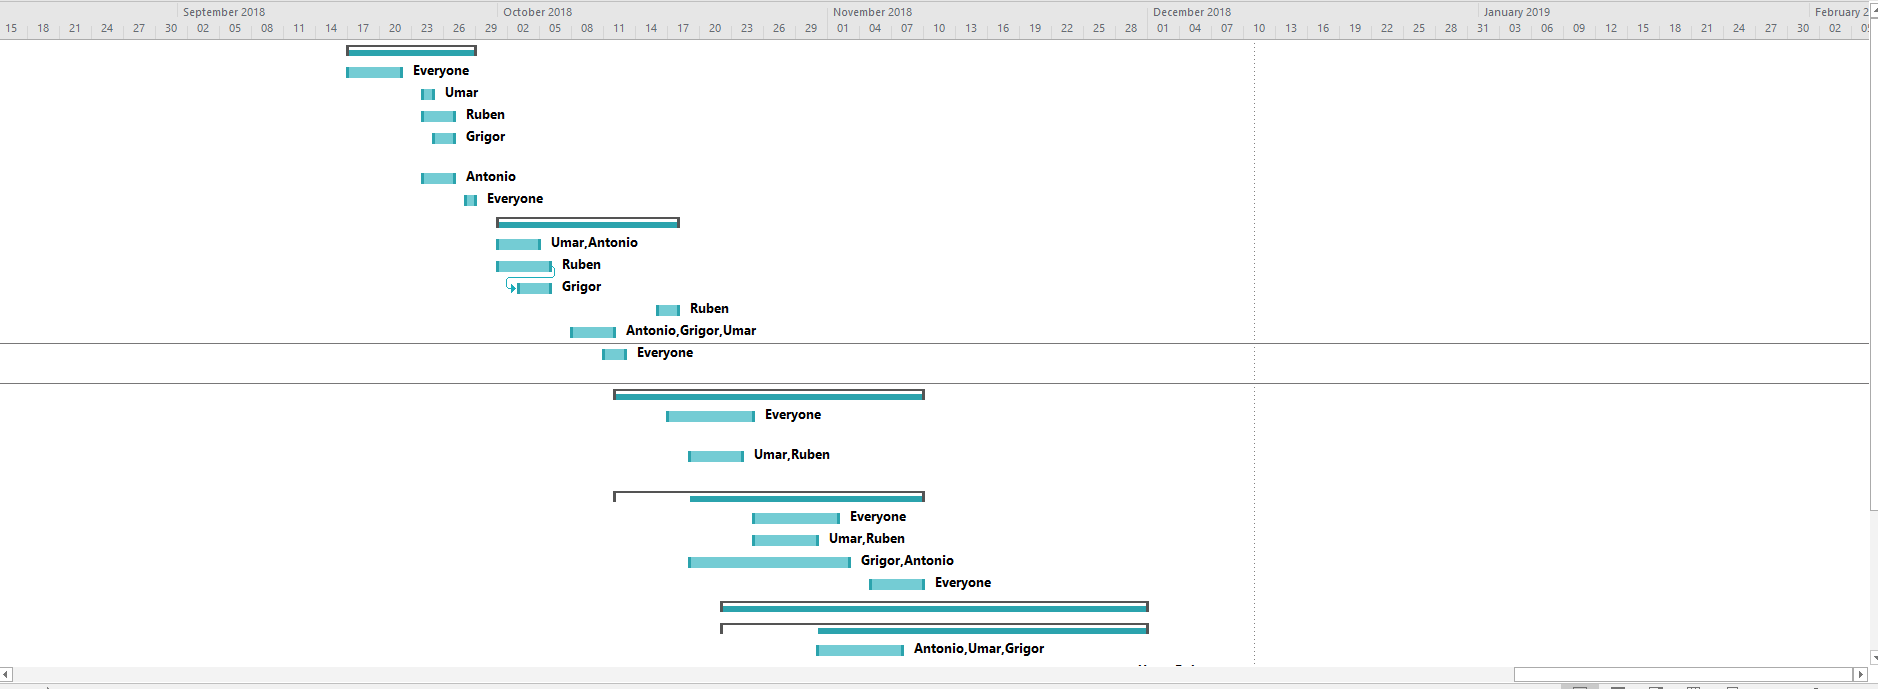 September 2018 October 2018 November 2018 December 2018 January 2019 February 2
15 18 21 24 27 30 02 05 08 11 14 17 20 23 26 29 02 05 08 11 14 17 20 23 26 29 01 04 07 10 13 16 19 22 25 28 01 04 07 10 13 16 19 22 25 28 31 03 06 09 12 15 18 21 24 27 30 02
Everyone
Umar
Ruben
Grigor
Antonio
Everyone
Umar,Antonio
Ruben
Grigor
Ruben
Antonio,Grigor,Umar
Everyone
Everyone
Umar,Ruben
Everyone
Umar,Ruben
Grigor,Antonio
Everyone
Antonio,Umar,Grigor